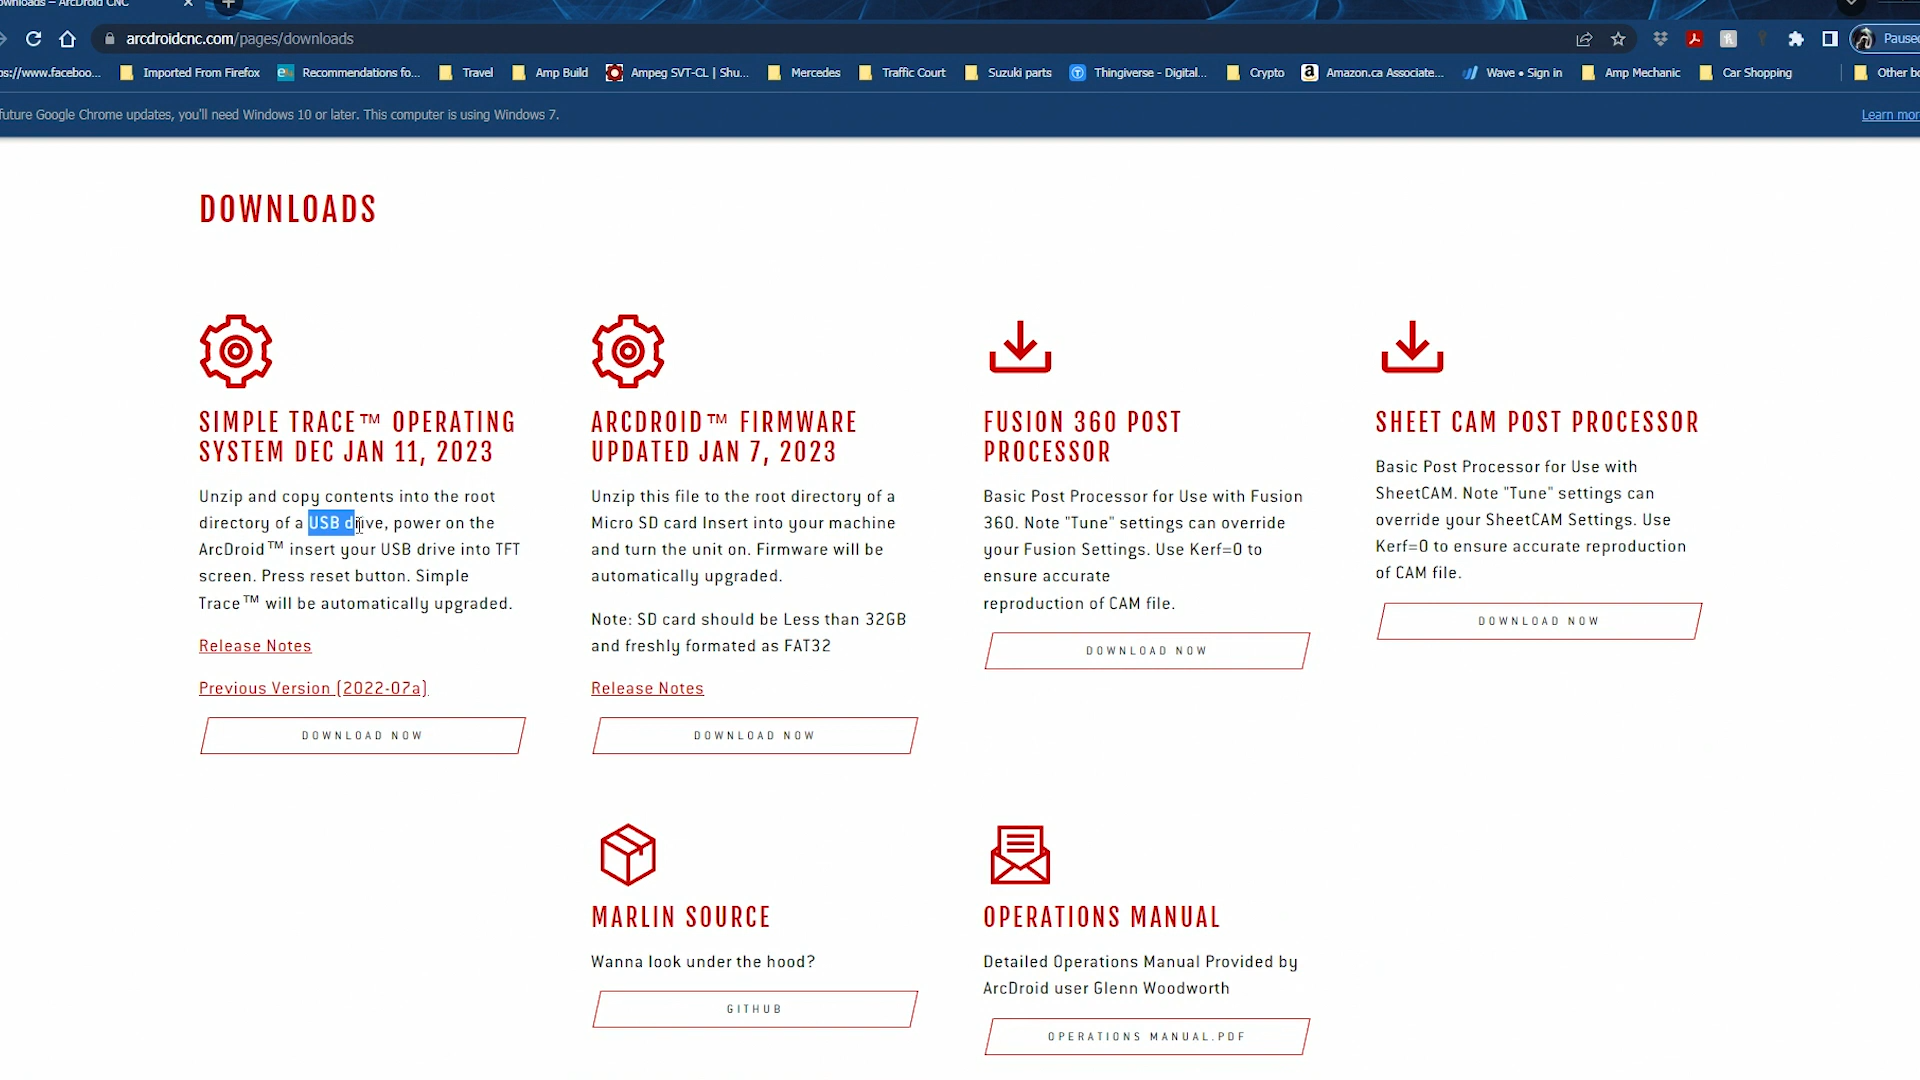 ownloads – ArcDroid CNC
arcdroidcnc.com/pages/downloads
Paused
ps://www.faceboo...
Imported From Firefox
Recommendations fo...
Travel
Amp Build
Ampeg SVT-CL | Shu...
Mercedes
Traffic Court
Suzuki parts
Thingiverse - Digital...
Crypto
Amazon.ca Associate...
Wave • Sign in
Amp Mechanic
Car Shopping
Other bo
future Google Chrome updates, you'll need Windows 10 or later. This computer is using Windows 7.
Learn mor
DOWNLOADS
SIMPLE TRACE™ OPERATING
SYSTEM DEC JAN 11, 2023
Unzip and copy contents into the root
directory of a USB drive, power on the
ArcDroid™ insert your USB drive into TFT
screen. Press reset button. Simple
Trace™ will be automatically upgraded.
Release Notes
Previous Version (2022-07a)
DOWNLOAD NOW
ARCDROID™ FIRMWARE
UPDATED JAN 7, 2023
Unzip this file to the root directory of a
Micro SD card Insert into your machine
and turn the unit on. Firmware will be
automatically upgraded.
Note: SD card should be Less than 32GB
and freshly formated as FAT32
Release Notes
DOWNLOAD NOW
FUSION 360 POST
PROCESSOR
Basic Post Processor for Use with Fusion
360. Note "Tune" settings can override
your Fusion Settings. Use Kerf=0 to
ensure accurate
reproduction of CAM file.
DOWNLOAD NOW
SHEET CAM POST PROCESSOR
Basic Post Processor for Use with
SheetCAM. Note "Tune" settings can
override your SheetCAM Settings. Use
Kerf=0 to ensure accurate reproduction
of CAM file.
DOWNLOAD NOW
MARLIN SOURCE
Wanna look under the hood?
GITHUB
OPERATIONS MANUAL
Detailed Operations Manual Provided by
ArcDroid user Glenn Woodworth
OPERATIONS MANUAL.PDF